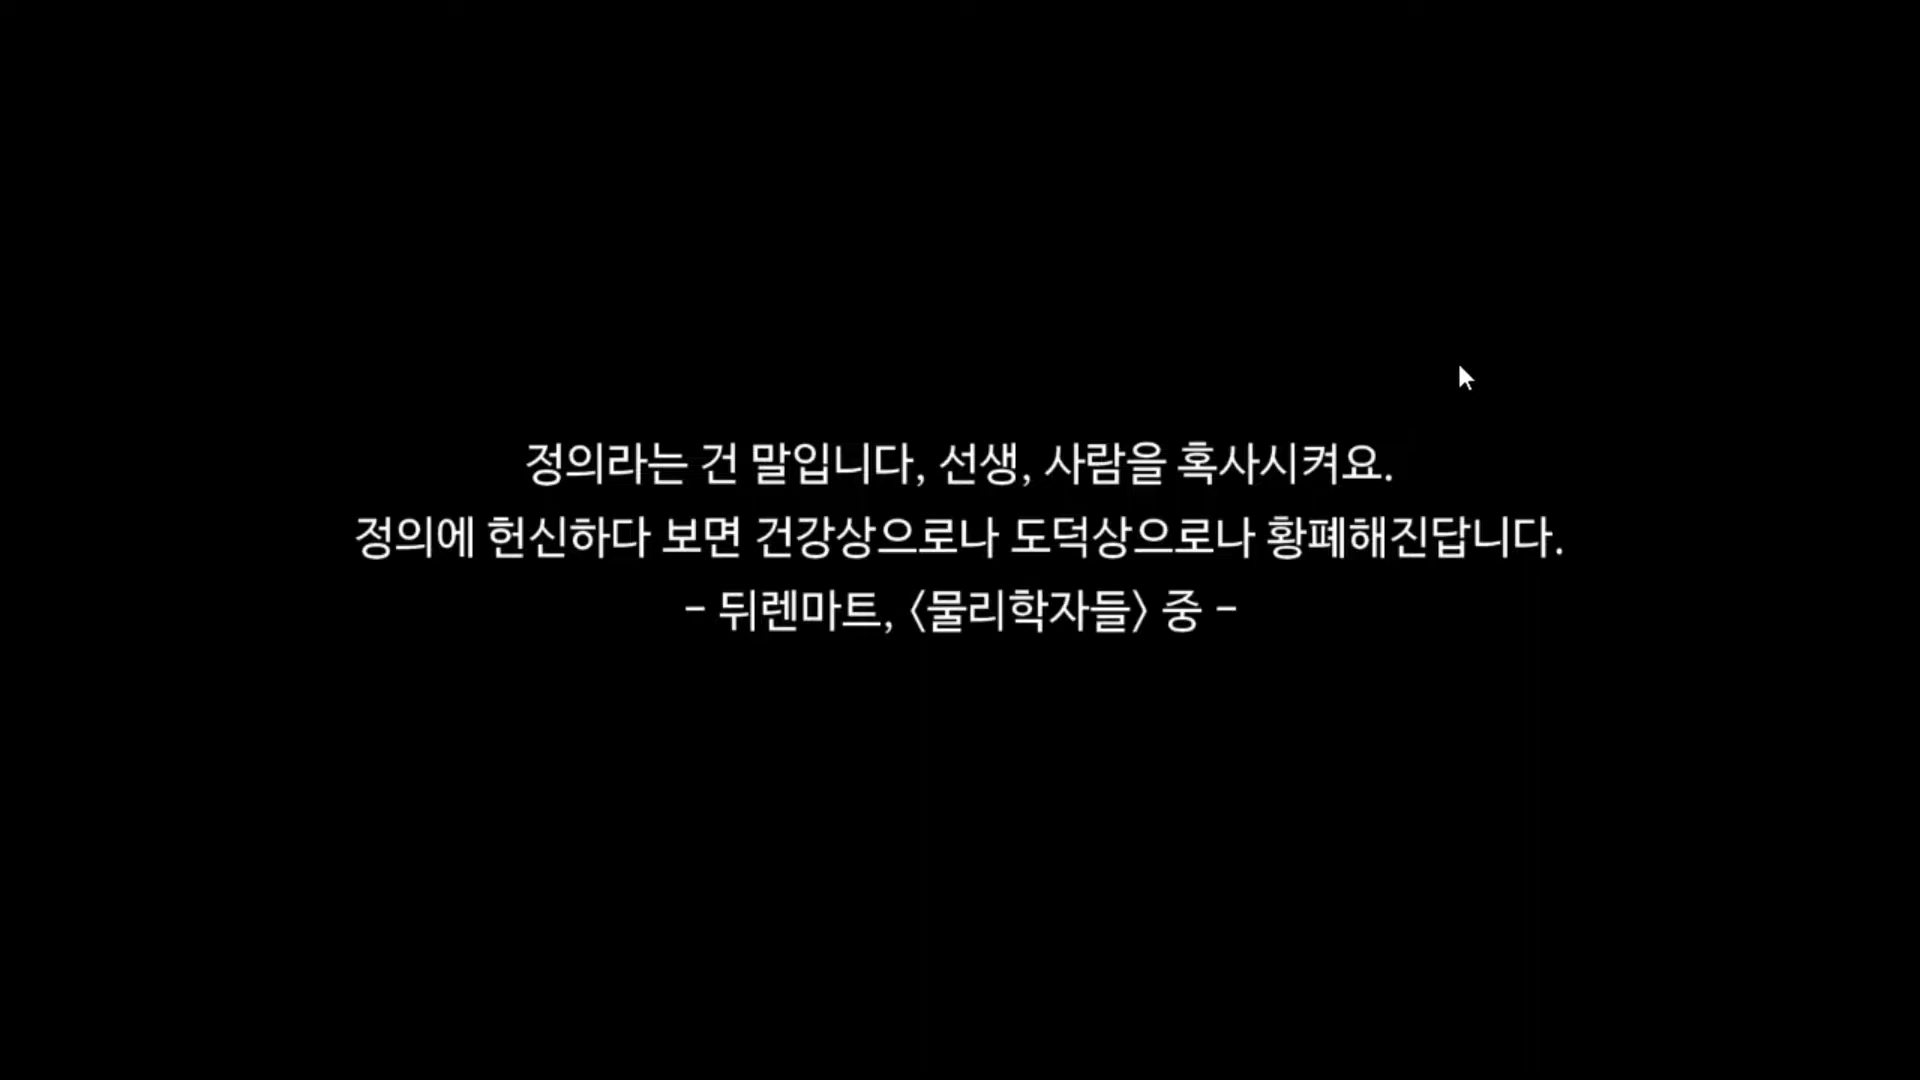 정의라는 건 말입니다, 선생, 사람을 혹사시켜요.
정의에 헌신하다 보면 건강상으로나 도덕상으로나 황폐해진답니다.
- 뒤렌마트, 〈물리학자들〉 중 -